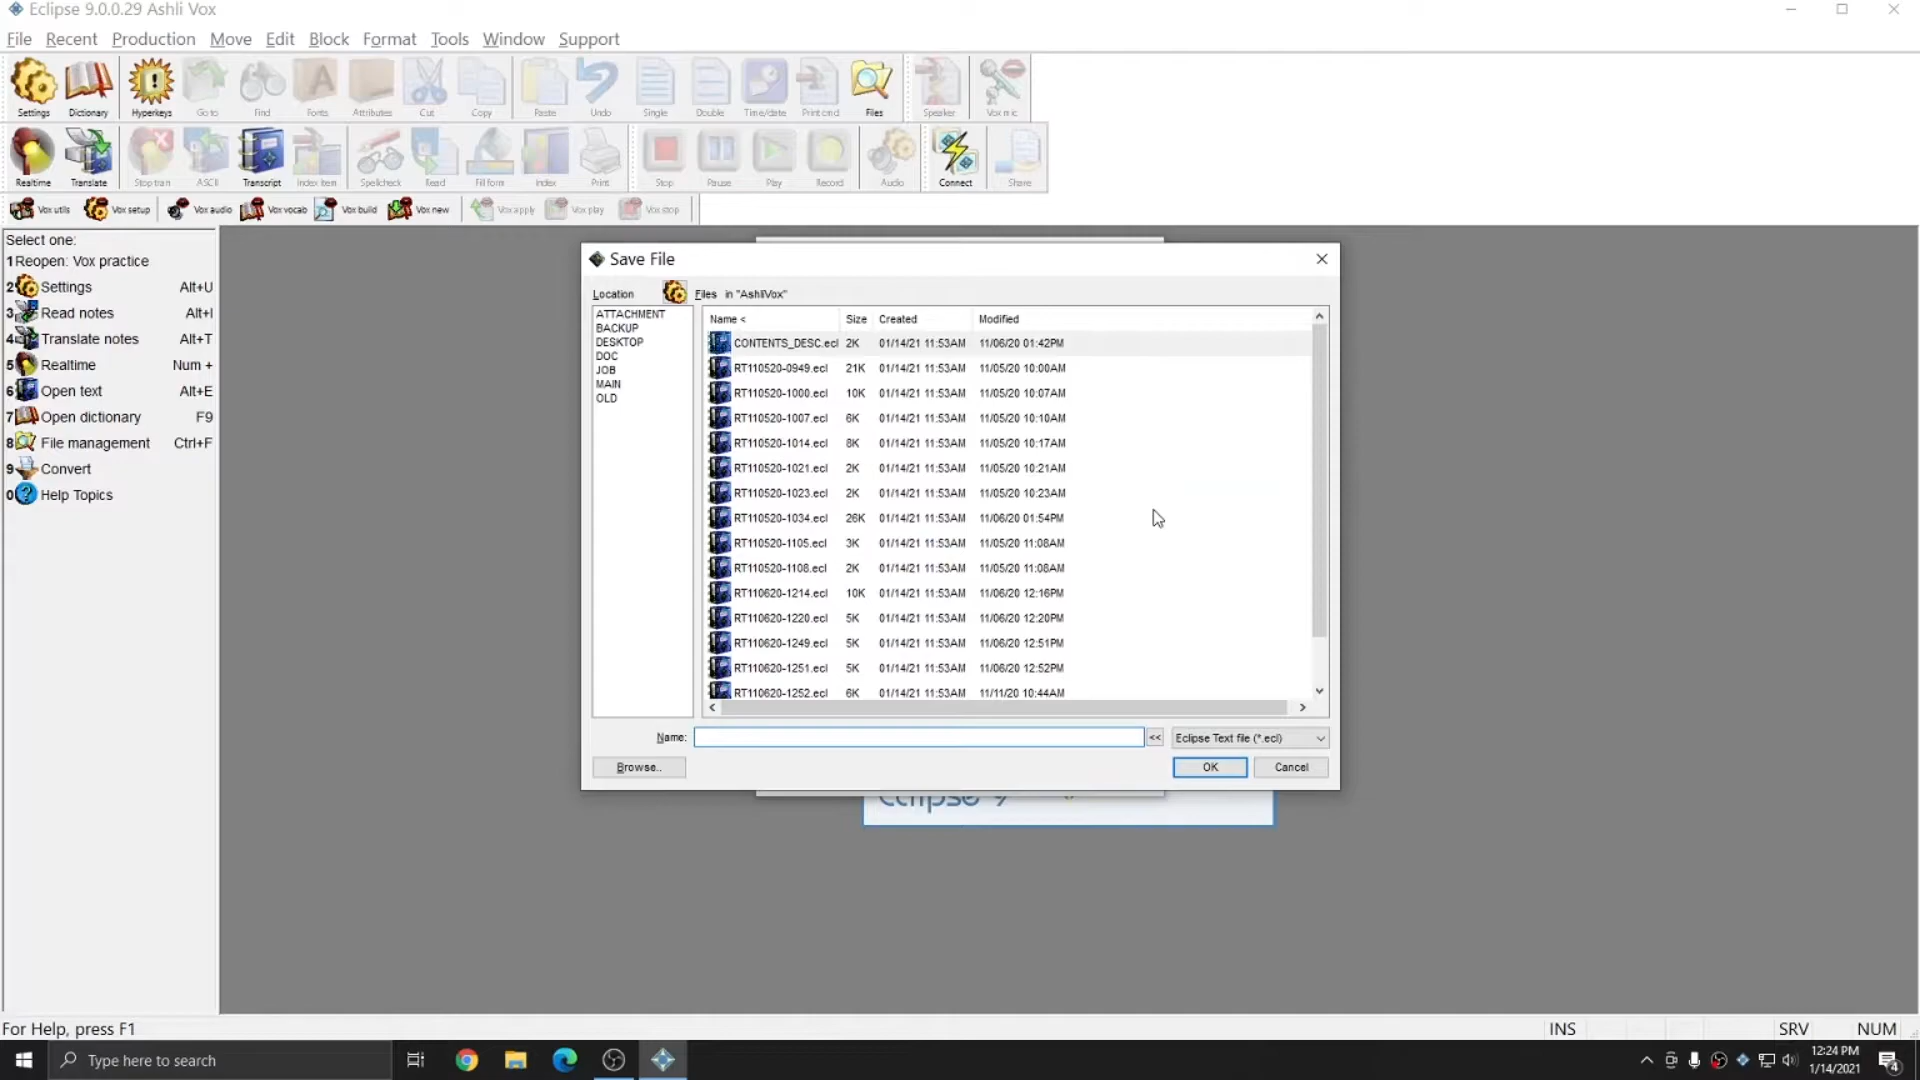 Eclipse 9.0.0.29 Ashli Vox
File Recent Production Move Edit Block Format Tools Window Support
Settings Dictionary Hyperkeys Go to Find Fonts Attributes Cut Copy Paste Undo Single Double Time/date Print cmd Files Speaker Vox mic
Realtime Translate Stop tran ASCII Transcript Index item Spellcheck Read Fill form Index Print Stop Pause Play Record Audio Connect Share
Vox utils Vox setup Vox audio Vox vocab Vox build Vox new Vox apply Vox play Vox stop
Select one:
1 Reopen: Vox practice
2 Settings Alt+U
3 Read notes Alt+I
4 Translate notes Alt+T
5 Realtime Num +
6 Open text Alt+E
7 Open dictionary F9
8 File management Ctrl+F
9 Convert
0 Help Topics
Save File
Location Files in "AshliVox"
ATTACHMENT
BACKUP
DESKTOP
DOC
JOB
MAIN
OLD
Name < Size Created Modified
CONTENTS_DESC.ecl 2K 01/14/21 11:53AM 11/06/20 01:42PM
RT110520-0949.ecl 21K 01/14/21 11:53AM 11/05/20 10:00AM
RT110520-1000.ecl 10K 01/14/21 11:53AM 11/05/20 10:07AM
RT110520-1007.ecl 6K 01/14/21 11:53AM 11/05/20 10:10AM
RT110520-1014.ecl 8K 01/14/21 11:53AM 11/05/20 10:17AM
RT110520-1021.ecl 2K 01/14/21 11:53AM 11/05/20 10:21AM
RT110520-1023.ecl 2K 01/14/21 11:53AM 11/05/20 10:23AM
RT110520-1034.ecl 26K 01/14/21 11:53AM 11/06/20 01:54PM
RT110520-1105.ecl 3K 01/14/21 11:53AM 11/05/20 11:08AM
RT110520-1108.ecl 2K 01/14/21 11:53AM 11/05/20 11:08AM
RT110620-1214.ecl 10K 01/14/21 11:53AM 11/06/20 12:16PM
RT110620-1220.ecl 5K 01/14/21 11:53AM 11/06/20 12:20PM
RT110620-1249.ecl 5K 01/14/21 11:53AM 11/06/20 12:51PM
RT110620-1251.ecl 5K 01/14/21 11:53AM 11/06/20 12:52PM
RT110620-1252.ecl 6K 01/14/21 11:53AM 11/11/20 10:44AM
Name: << Eclipse Text file (*.ecl)
Browse.. OK Cancel
Eclipse 9
For Help, press F1 INS SRV NUM
Type here to search
12:24 PM
1/14/2021
4